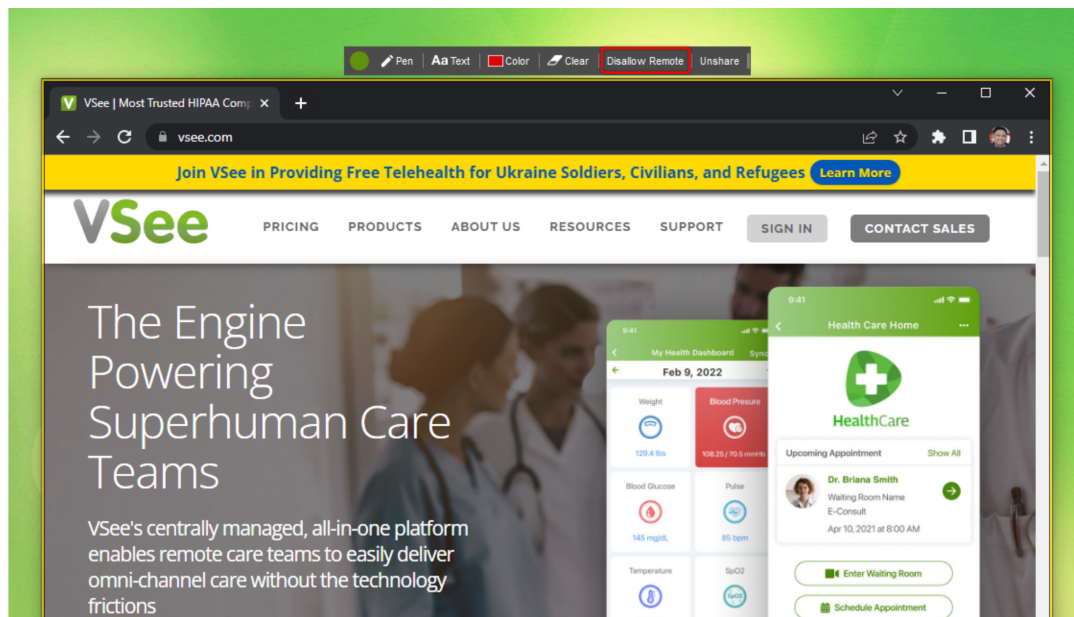 Pen Aa Text Color Clear Disallow Remote Unshare
VSee | Most Trusted HIPAA Comp
vsee.com
Join VSee in Providing Free Telehealth for Ukraine Soldiers, Civilians, and Refugees Learn More
VSee PRICING PRODUCTS ABOUT US RESOURCES SUPPORT SIGN IN CONTACT SALES
The Engine
Powering
Superhuman Care
Teams
VSee's centrally managed, all-in-one platform
enables remote care teams to easily deliver
omni-channel care without the technology
frictions
9:41
My Health Dashboard Sync
Feb 9, 2022
Weight Blood Presure
129.4 lbs 108.25 / 70.5 mmHb
Blood Glucose Pulse
145 mg/dL 85 bpm
Temperature SpO2
SpO2
9:41
Health Care Home
HealthCare
Upcoming Appointment Show All
Dr. Briana Smith
Waiting Room Name
E-Consult
Apr 10, 2021 at 8:00 AM
Enter Waiting Room
Schedule Appointment